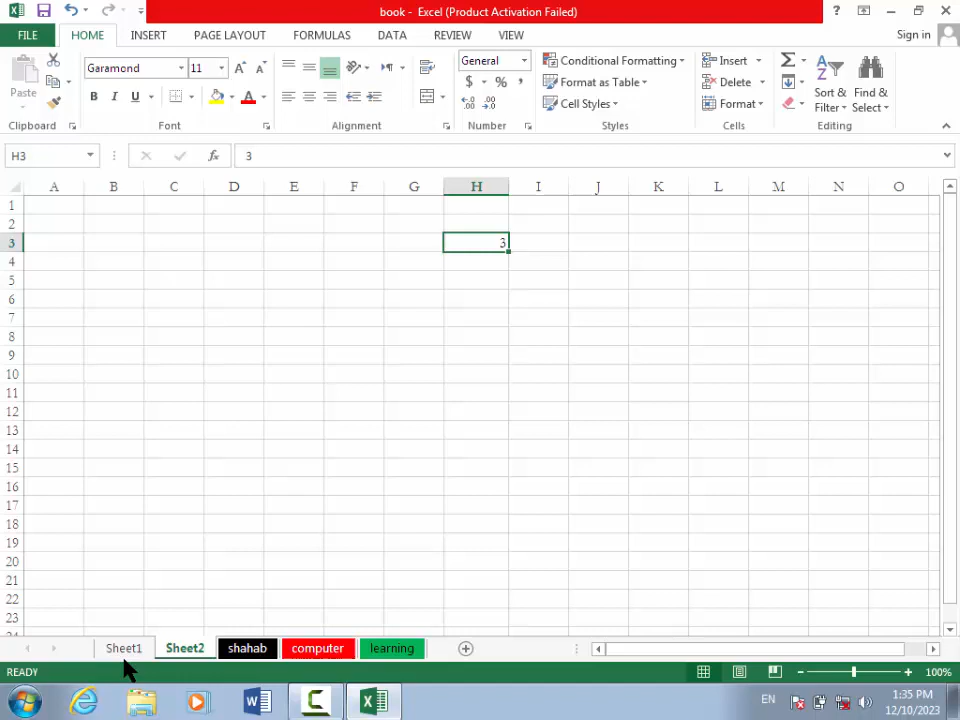 book - Excel (Product Activation Failed)
?
FILE HOME INSERT PAGE LAYOUT FORMULAS DATA REVIEW VIEW Sign in
Paste
Garamond 11
General
Conditional Formatting
Insert
B I U A
$ % ,
Format as Table
Delete
Sort & Filter
Find & Select
Cell Styles
Format
Clipboard Font Alignment Number Styles Cells Editing
H3 fx 3
A B C D E F G H I J K L M N O
1
2
3 3
4
5
6
7
8
9
10
11
12
13
14
15
16
17
18
19
20
21
22
23
Sheet1 Sheet2 shahab computer learning
READY 100%
EN 1:35 PM
12/10/2023